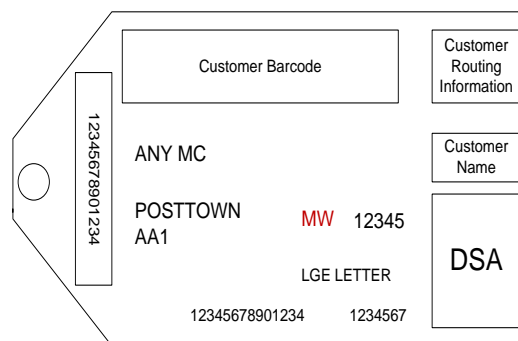 12345678901234
Customer Barcode
Customer
Routing
Information
ANY MC
Customer
Name
POSTTOWN
AA1
MW 12345
DSA
LGE LETTER
12345678901234 1234567